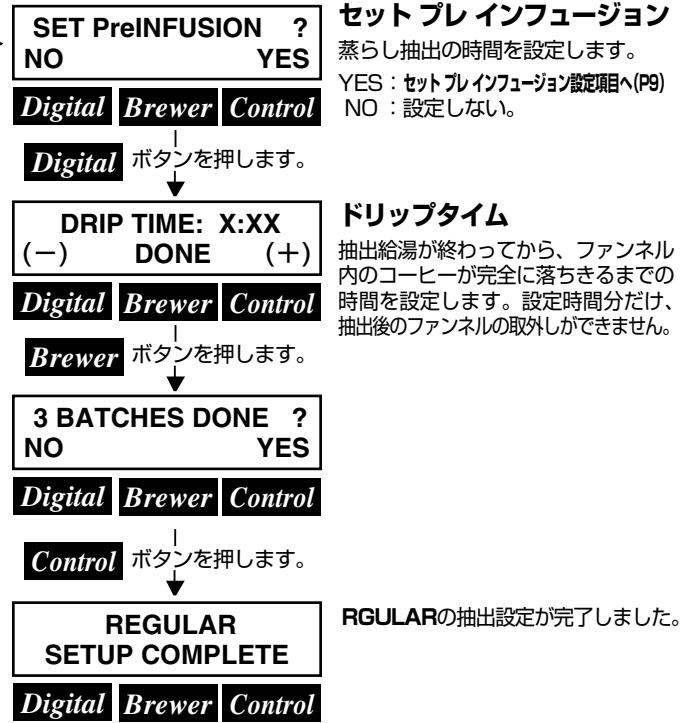 SET PreINFUSION ?
NO YES
Digital Brewer Control
Digital ボタンを押します。
セット プレ インフュージョン
蒸らし抽出の時間を設定します。
YES：セット プレ インフュージョン設定項目へ(P9)
NO ：設定しない。
DRIP TIME: X:XX
(−) DONE (＋)
Digital Brewer Control
Brewer ボタンを押します。
ドリップタイム
抽出給湯が終わってから、ファンネル
内のコーヒーが完全に落ちきるまでの
時間を設定します。設定時間分だけ、
抽出後のファンネルの取外しができません。
3 BATCHES DONE ?
NO YES
Digital Brewer Control
Control ボタンを押します。
REGULAR
SETUP COMPLETE
Digital Brewer Control
RGULARの抽出設定が完了しました。